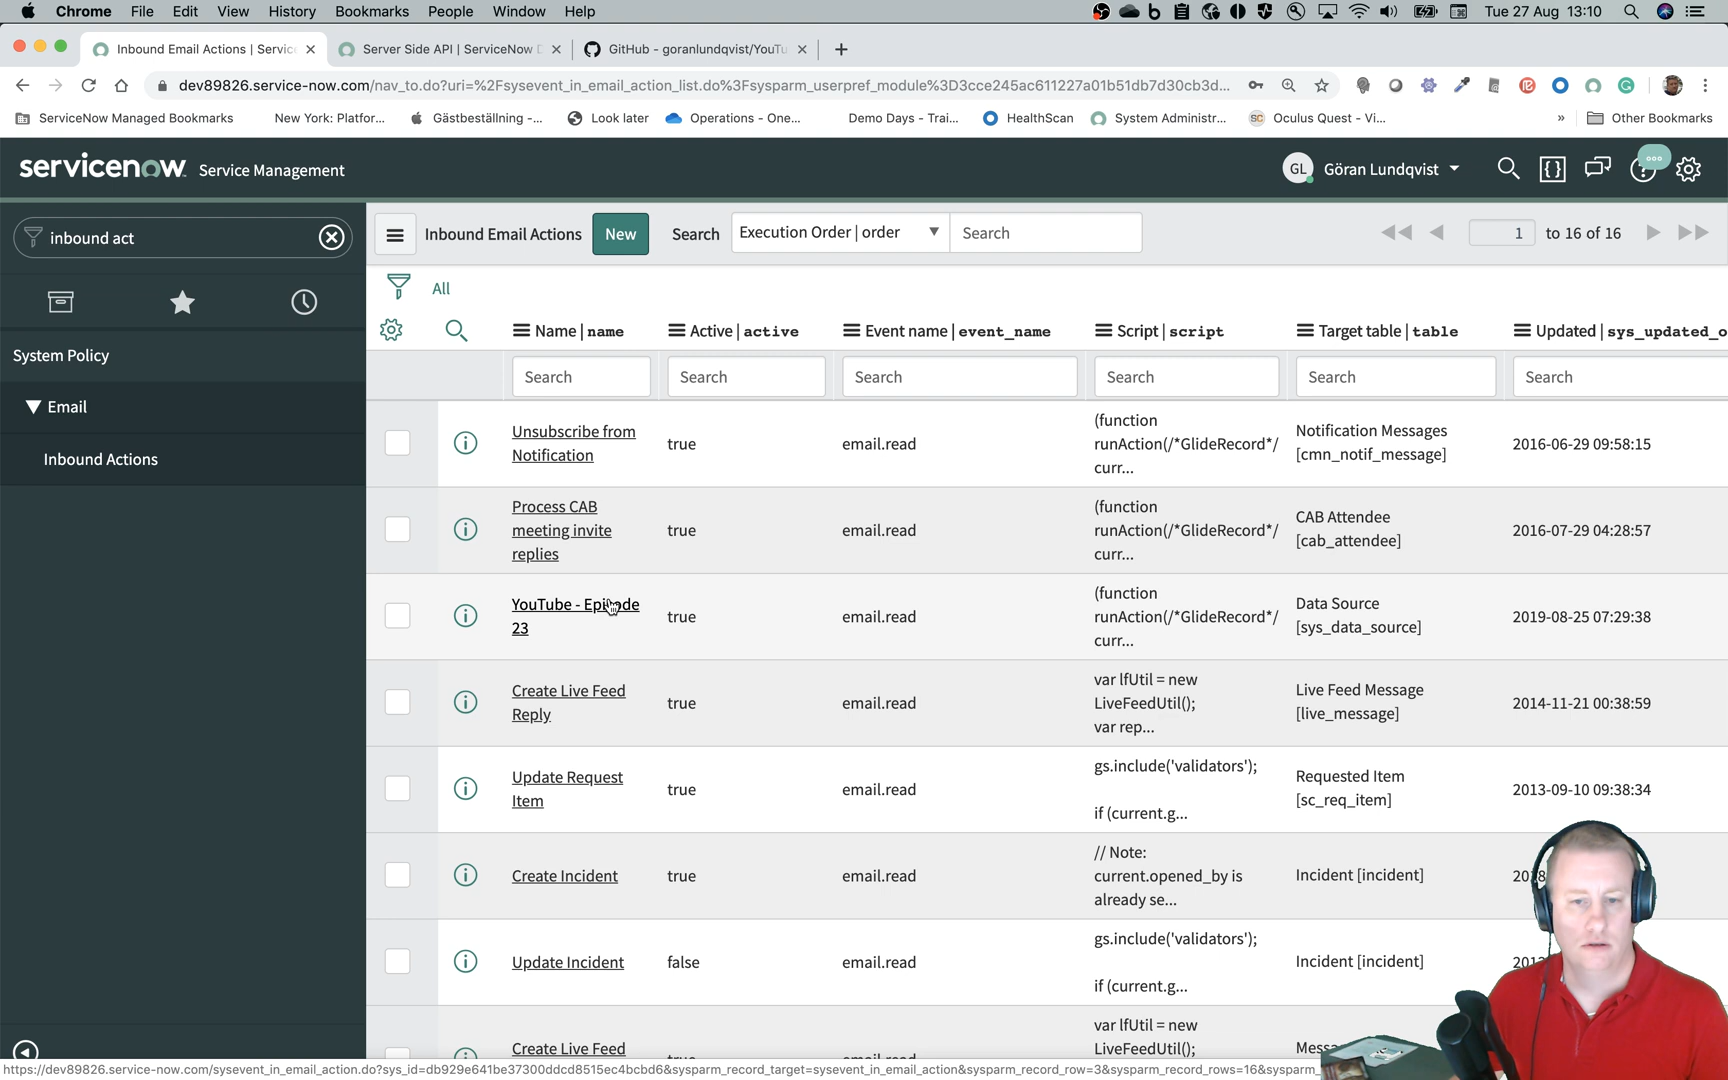 Chrome File Edit View History Bookmarks People Window Help Tue 27 Aug 13:10
Inbound Email Actions | Servic Server Side API | ServiceNow D GitHub - goranlundqvist/YouTu
dev89826.service-now.com/nav_to.do?uri=%2Fsysevent_in_email_action_list.do%3Fsysparm_userpref_module%3D3cce245ac611227a01b51db7d30cb3d...
ServiceNow Managed Bookmarks New York: Platfor... Gästbeställning -... Look later Operations - One... Demo Days - Trai... HealthScan System Administr... Oculus Quest - Vi... » Other Bookmarks
servicenow Service Management GL Göran Lundqvist
inbound act
Inbound Email Actions New Search Execution Order | order Search 1 to 16 of 16
All
System Policy
Email
Inbound Actions
Name | name Active | active Event name | event_name Script | script Target table | table Updated | sys_updated_o
Search Search Search Search Search Search
Unsubscribe from
Notification
true
email.read
(function
runAction(/*GlideRecord*/
curr...
Notification Messages
[cmn_notif_message]
2016-06-29 09:58:15
Process CAB
meeting invite
replies
true
email.read
(function
runAction(/*GlideRecord*/
curr...
CAB Attendee
[cab_attendee]
2016-07-29 04:28:57
YouTube - Episode
23
true
email.read
(function
runAction(/*GlideRecord*/
curr...
Data Source
[sys_data_source]
2019-08-25 07:29:38
Create Live Feed
Reply
true
email.read
var lfUtil = new
LiveFeedUtil();
var rep...
Live Feed Message
[live_message]
2014-11-21 00:38:59
Update Request
Item
true
email.read
gs.include('validators');
if (current.g...
Requested Item
[sc_req_item]
2013-09-10 09:38:34
Create Incident
true
email.read
// Note:
current.opened_by is
already se...
Incident [incident]
Update Incident
false
email.read
gs.include('validators');
if (current.g...
Incident [incident]
Create Live Feed
true
email.read
var lfUtil = new
LiveFeedUtil();
https://dev89826.service-now.com/sysevent_in_email_action.do?sys_id=db929e641be37300ddcd8515ec4bcbd6&sysparm_record_target=sysevent_in_email_action&sysparm_record_row=3&sysparm_record_rows=16&sysparm_